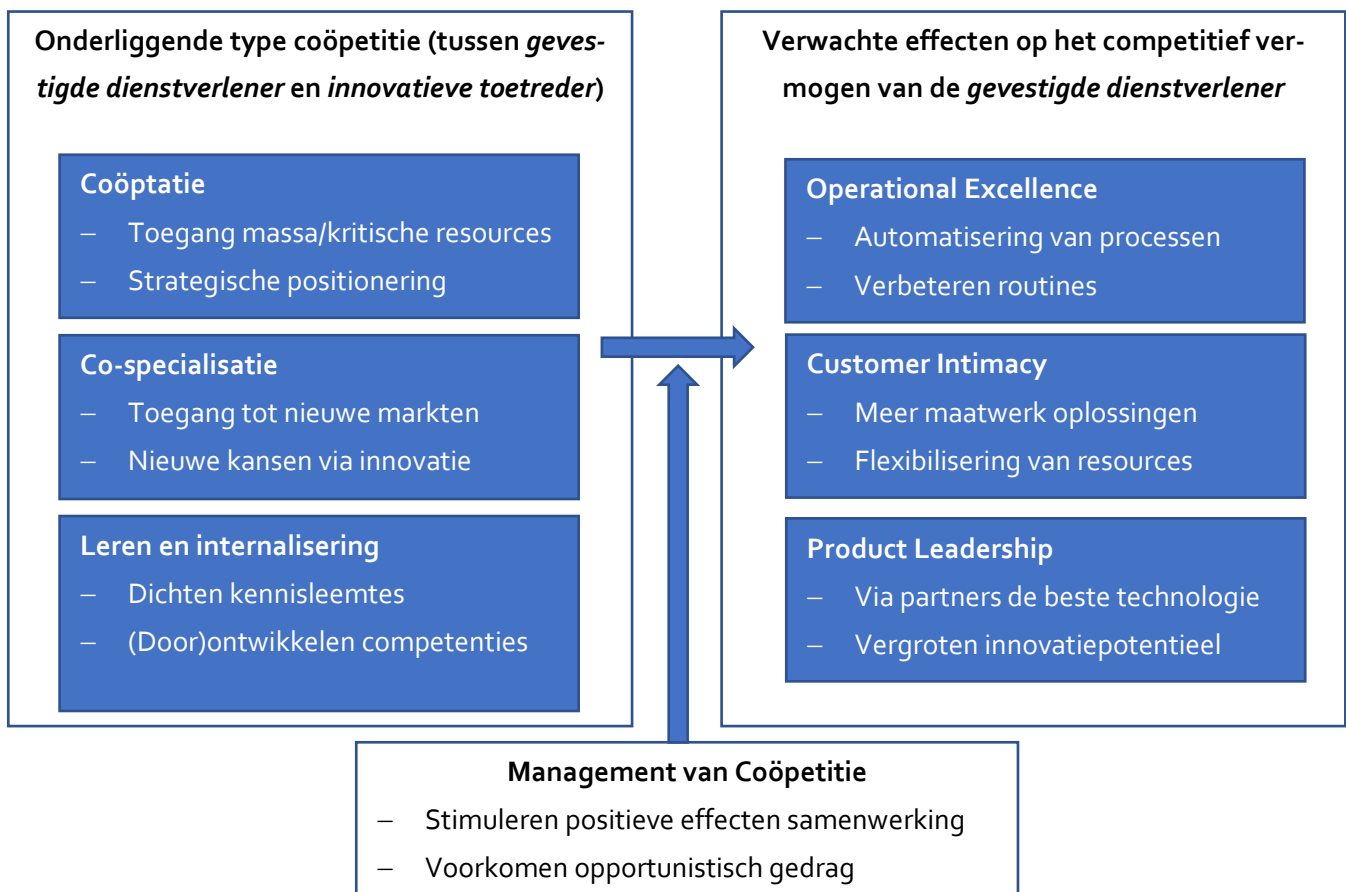 Onderliggende type coöpetitie (tussen geves-
tigde dienstverlener en innovatieve toetreder)
Coöptatie
– Toegang massa/kritische resources
– Strategische positionering
Co-specialisatie
– Toegang tot nieuwe markten
– Nieuwe kansen via innovatie
Leren en internalisering
– Dichten kennisleemtes
– (Door)ontwikkelen competenties
Verwachte effecten op het competitief ver-
mogen van de gevestigde dienstverlener
Operational Excellence
– Automatisering van processen
– Verbeteren routines
Customer Intimacy
– Meer maatwerk oplossingen
– Flexibilisering van resources
Product Leadership
– Via partners de beste technologie
– Vergroten innovatiepotentieel
Management van Coöpetitie
– Stimuleren positieve effecten samenwerking
– Voorkomen opportunistisch gedrag